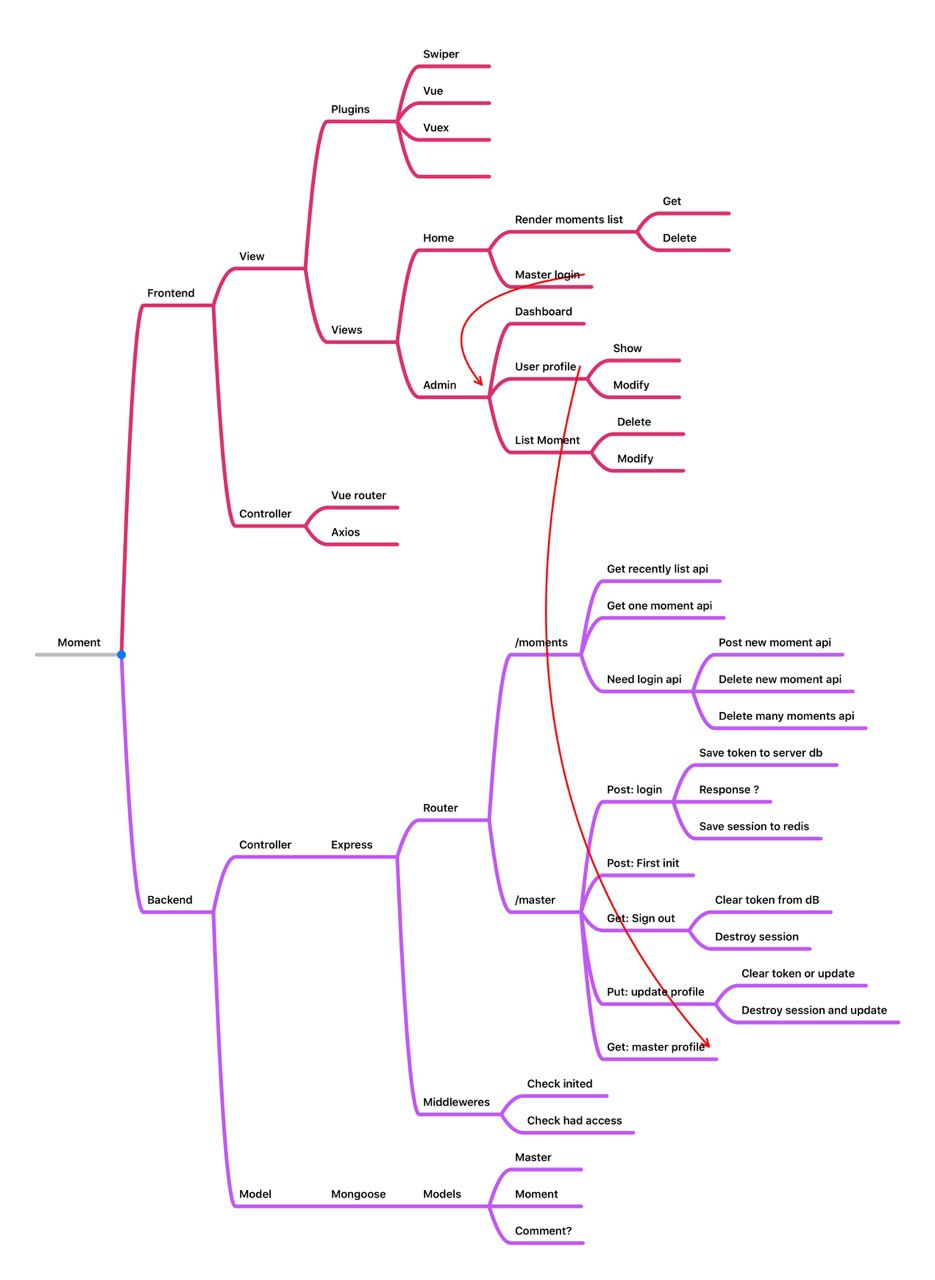 Swiper
Vue
Plugins
Vuex
Get
Render moments list
Home
Delete
View
Master login
Frontend
Dashboard
Views
Show
User profile
Admin
Modify
Delete
List Moment
Modify
Vue router
Controller
Axios
Get recently list api
Get one moment api
Moment
/moments
Post new moment api
Need login api
Delete new moment api
Delete many moments api
Save token to server db
Post: login
Response ?
Router
Save session to redis
Controller
Express
Post: First init
Backend
/master
Clear token from dB
Get: Sign out
Destroy session
Clear token or update
Put: update profile
Destroy session and update
Get: master profile
Check inited
Middleweres
Check had access
Master
Model
Mongoose
Models
Moment
Comment?